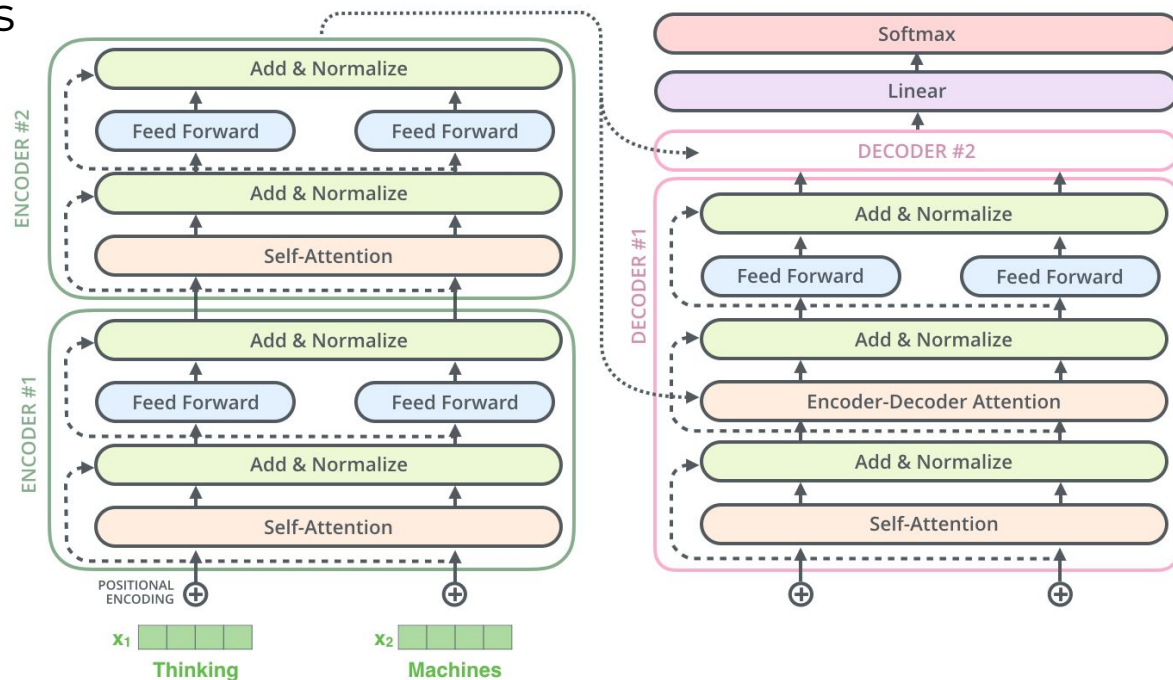 s
ENCODER #2
Add & Normalize
Feed Forward
Feed Forward
Add & Normalize
Self-Attention
ENCODER #1
Add & Normalize
Feed Forward
Feed Forward
Add & Normalize
Self-Attention
POSITIONAL
ENCODING
x₁
x₂
Thinking
Machines
Softmax
Linear
DECODER #2
DECODER #1
Add & Normalize
Feed Forward
Feed Forward
Add & Normalize
Encoder-Decoder Attention
Add & Normalize
Self-Attention